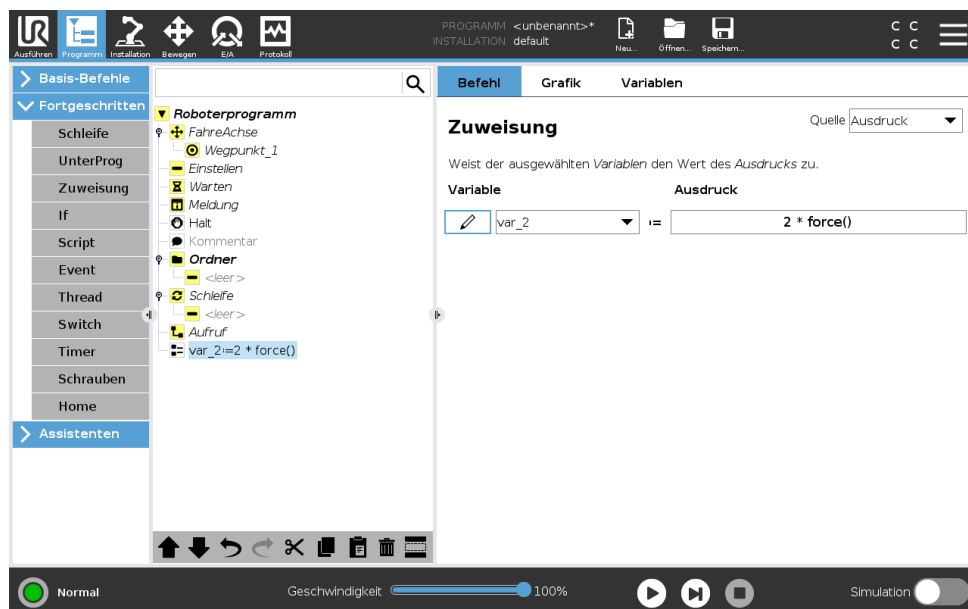 UR
Ausführen Programm Installation Bewegen E/A Protokoll
PROGRAMM <unbenannt>*
INSTALLATION default
Neu... Öffnen... Speichern...
C C
C C
Basis-Befehle
Fortgeschritten
Schleife
UnterProg
Zuweisung
If
Script
Event
Thread
Switch
Timer
Schrauben
Home
Assistenten
Roboterprogramm
FahreAchse
Wegpunkt_1
Einstellen
Warten
Meldung
Halt
Kommentar
Ordner
<leer>
Schleife
<leer>
Aufruf
var_2:=2 * force()
Befehl Grafik Variablen
Zuweisung
Quelle Ausdruck
Weist der ausgewählten Variablen den Wert des Ausdrucks zu.
Variable Ausdruck
var_2 := 2 * force()
Normal
Geschwindigkeit 100%
Simulation